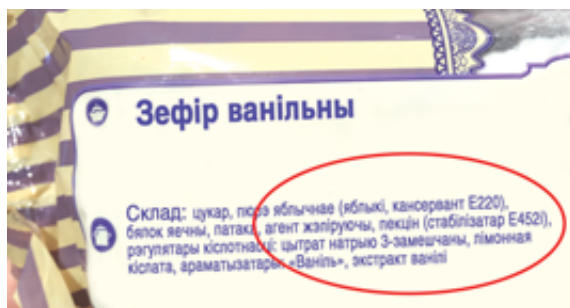 Зефір ванільны
Склад: цукар, пюрэ яблычнае (яблыкі, кансервант Е220),
бялок яечны, патака, агент жэліруючы, пекцін (стабілізатар Е452і),
рэгулятары кіслотнасці: цытрат натрыю 3-замешчаны, лімонная
кіслата, араматызатары: «Ваніль», экстракт ванілі